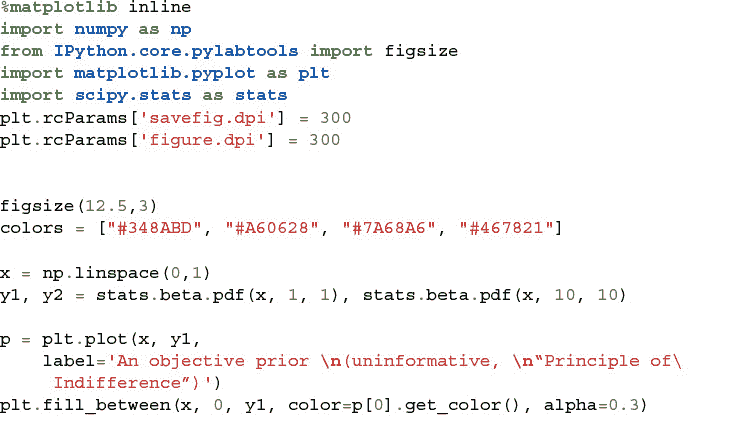 %matplotlib inline
import numpy as np
from IPython.core.pylabtools import figsize
import matplotlib.pyplot as plt
import scipy.stats as stats
plt.rcParams['savefig.dpi'] = 300
plt.rcParams['figure.dpi'] = 300
figsize(12.5,3)
colors = ["#348ABD", "#A60628", "#7A68A6", "#467821"]
x = np.linspace(0,1)
y1, y2 = stats.beta.pdf(x, 1, 1), stats.beta.pdf(x, 10, 10)
p = plt.plot(x, y1,
    label='An objective prior \n(uninformative, \n“Principle of\
     Indifference”)')
plt.fill_between(x, 0, y1, color=p[0].get_color(), alpha=0.3)